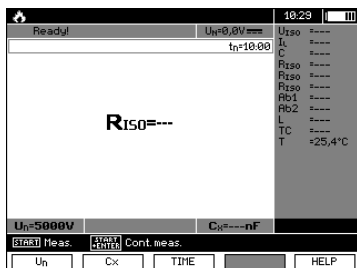 10:29
Ready! UN=0,0V
tn=10:00
RISO=---
UISO =---
IL =---
C =---
RISO =---
RISO =---
RISO =---
Ab1 =---
Ab2 =---
L =---
TC =---
T =25,4°C
Un=5000V CX=---nF
START Meas. START +ENTER Cont.meas.
Un CX TIME HELP